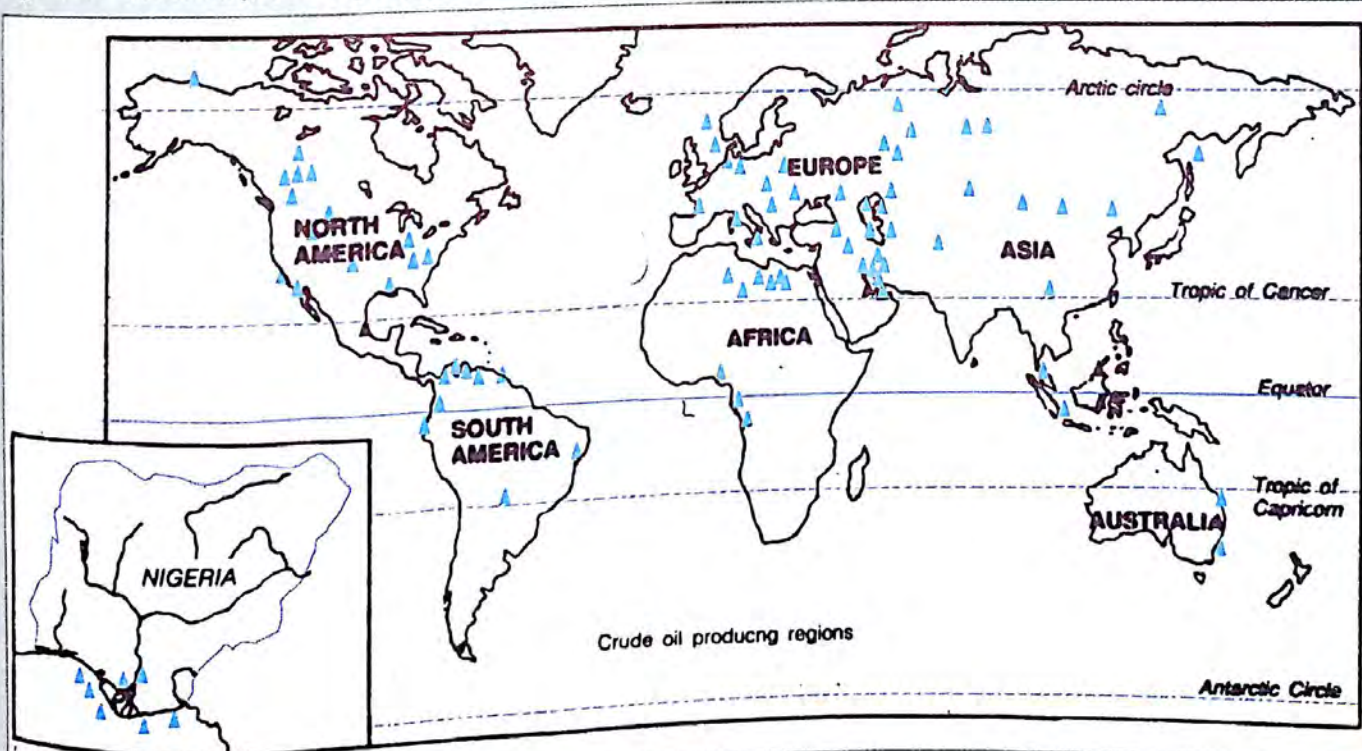 Arctic circle
EUROPE
NORTH
AMERICA
ASIA
Tropic of Cancer
AFRICA
Equator
SOUTH
AMERICA
Tropic of
Capricorn
AUSTRALIA
NIGERIA
Crude oil producng regions
Antarctic Circle